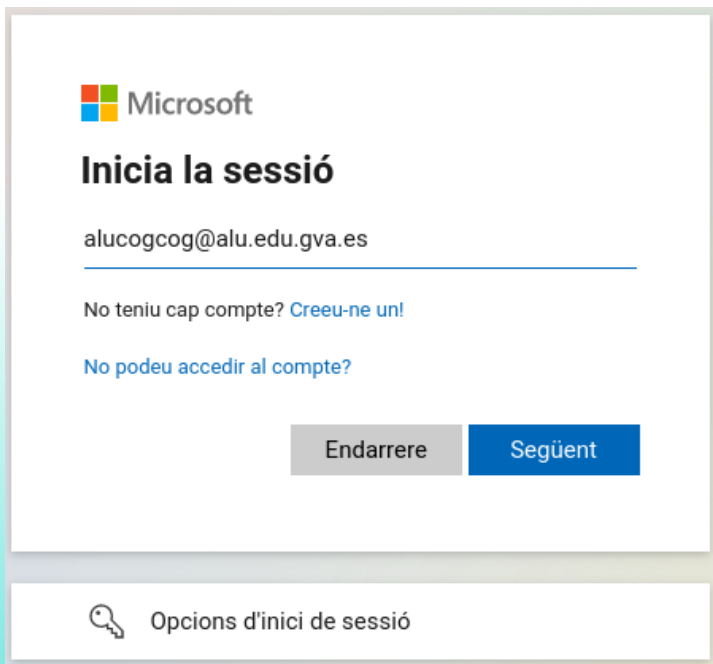 Microsoft
Inicia la sessió
alucogcog@alu.edu.gva.es
No teniu cap compte? Creeu-ne un!
No podeu accedir al compte?
Endarrere Següent
Opcions d'inici de sessió